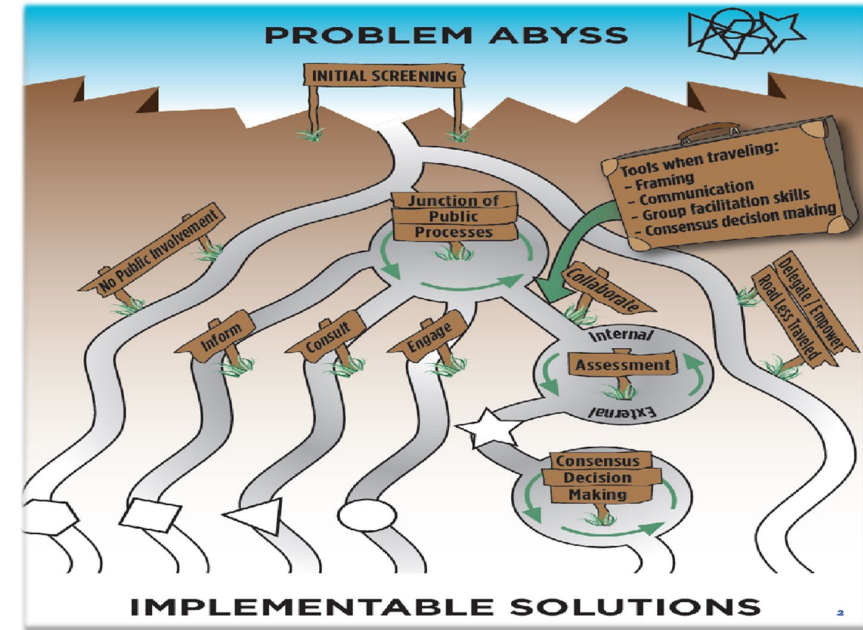 PROBLEM ABYSS
INITIAL SCREENING
Tools when traveling:
– Framing
– Communication
– Group facilitation skills
– Consensus decision making
Junction of
Public
Processes
No Public Involvement
Inform
Consult
Engage
Collaborate
Delegate / Empower
Road Less Traveled
Internal
Assessment
External
Consensus
Decision
Making
IMPLEMENTABLE SOLUTIONS
2